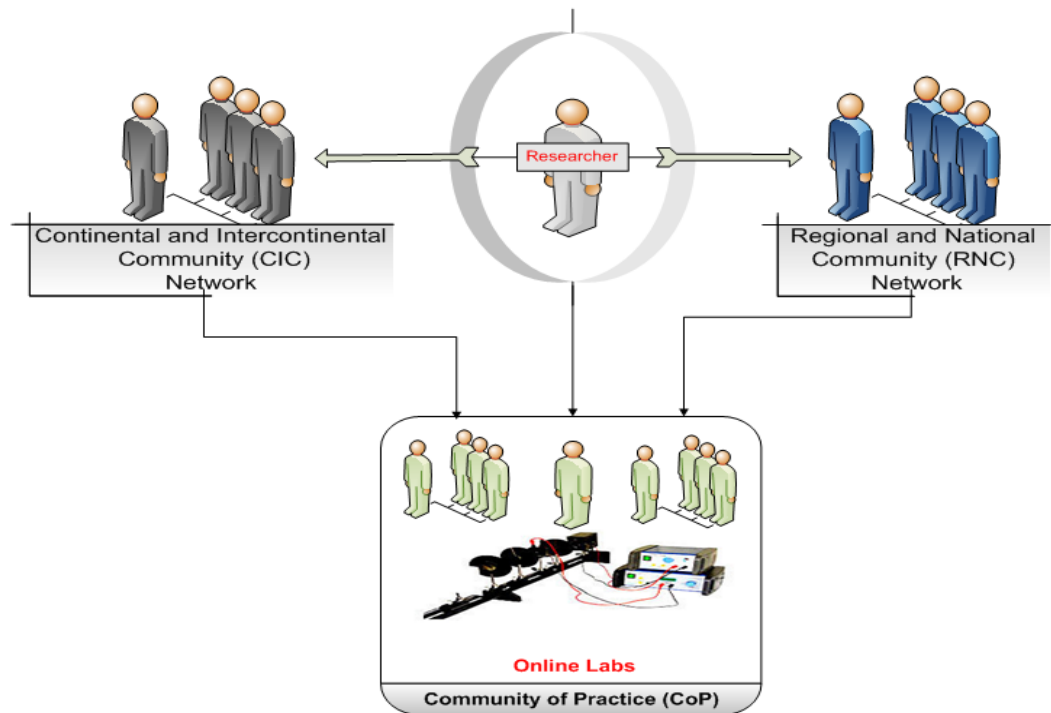 Researcher
Continental and Intercontinental
Community (CIC)
Network
Regional and National
Community (RNC)
Network
Online Labs
Community of Practice (CoP)